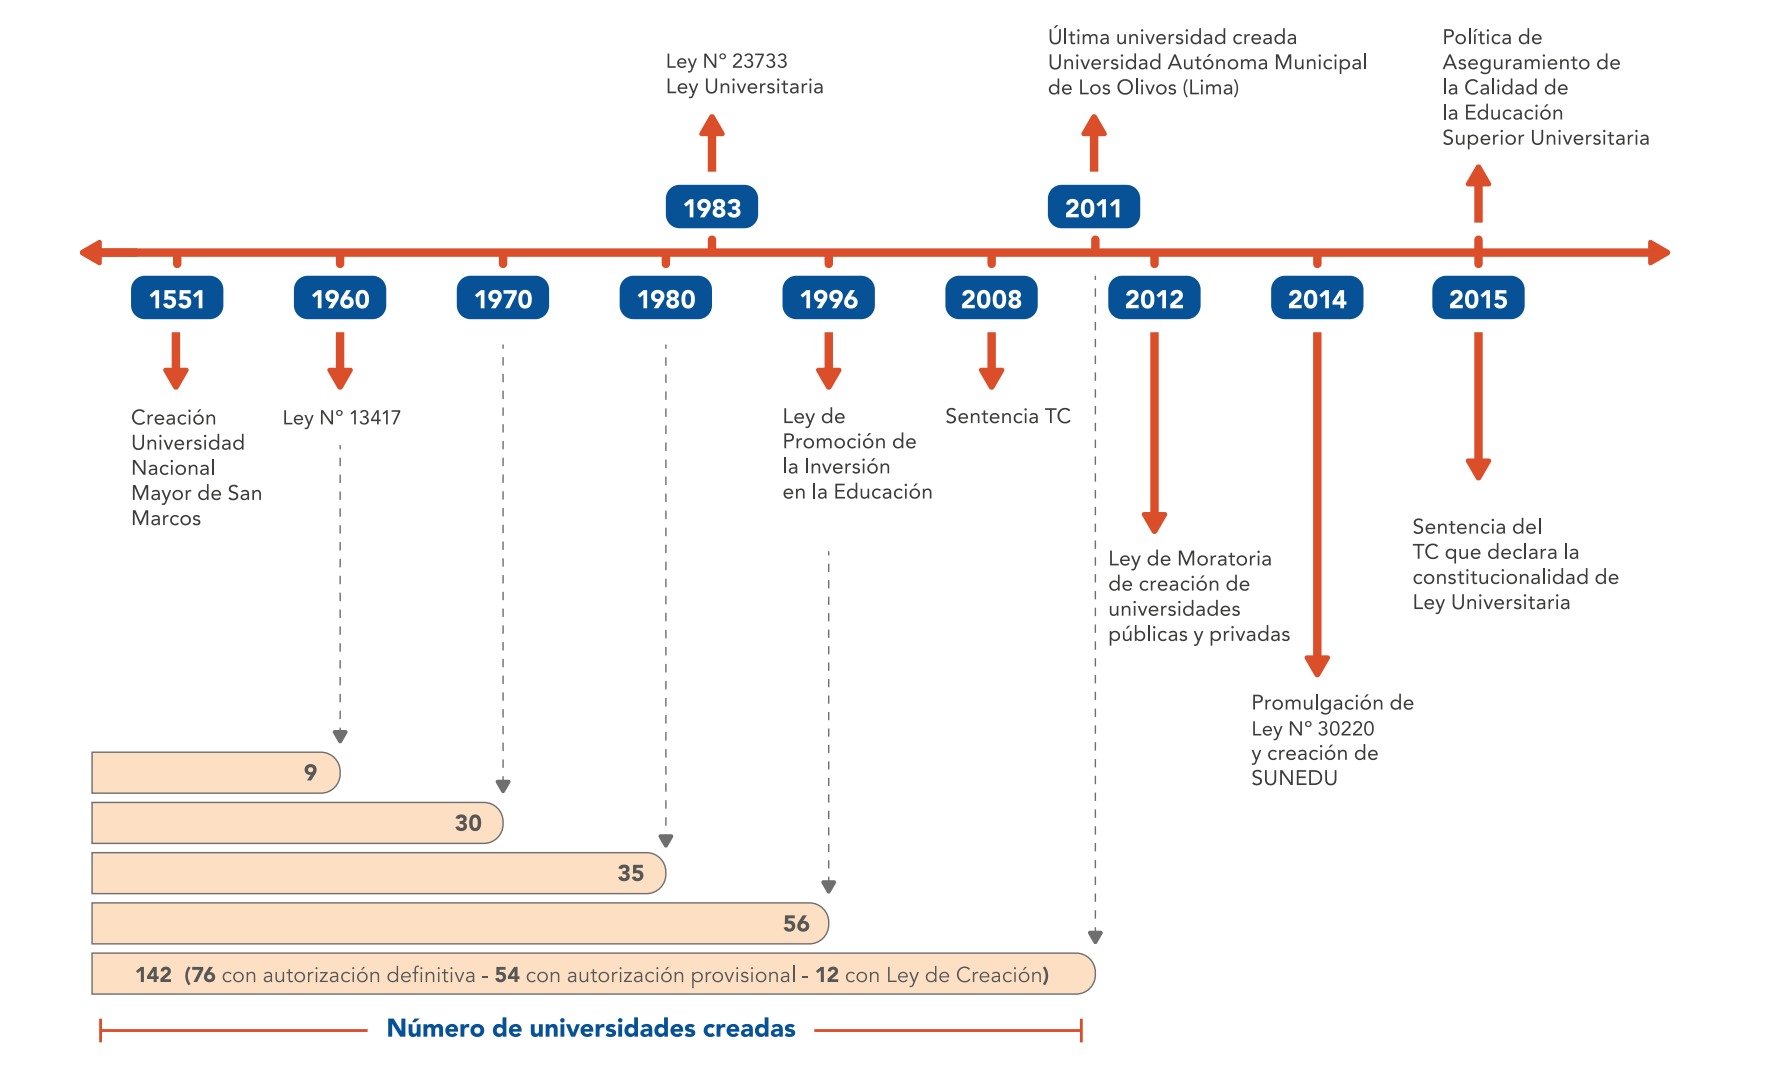 Ley Nº 23733
Ley Universitaria
Última universidad creada
Universidad Autónoma Municipal
de Los Olivos (Lima)
Política de
Aseguramiento de
la Calidad de
la Educación
Superior Universitaria
1983
2011
1551
1960
1970
1980
1996
2008
2012
2014
2015
Creación
Universidad
Nacional
Mayor de San
Marcos
Ley Nº 13417
Ley de
Promoción de
la Inversión
en la Educación
Sentencia TC
Ley de Moratoria
de creación de
universidades
públicas y privadas
Promulgación de
Ley Nº 30220
y creación de
SUNEDU
Sentencia del
TC que declara la
constitucionalidad de
Ley Universitaria
9
30
35
56
142 (76 con autorización definitiva - 54 con autorización provisional - 12 con Ley de Creación)
Número de universidades creadas